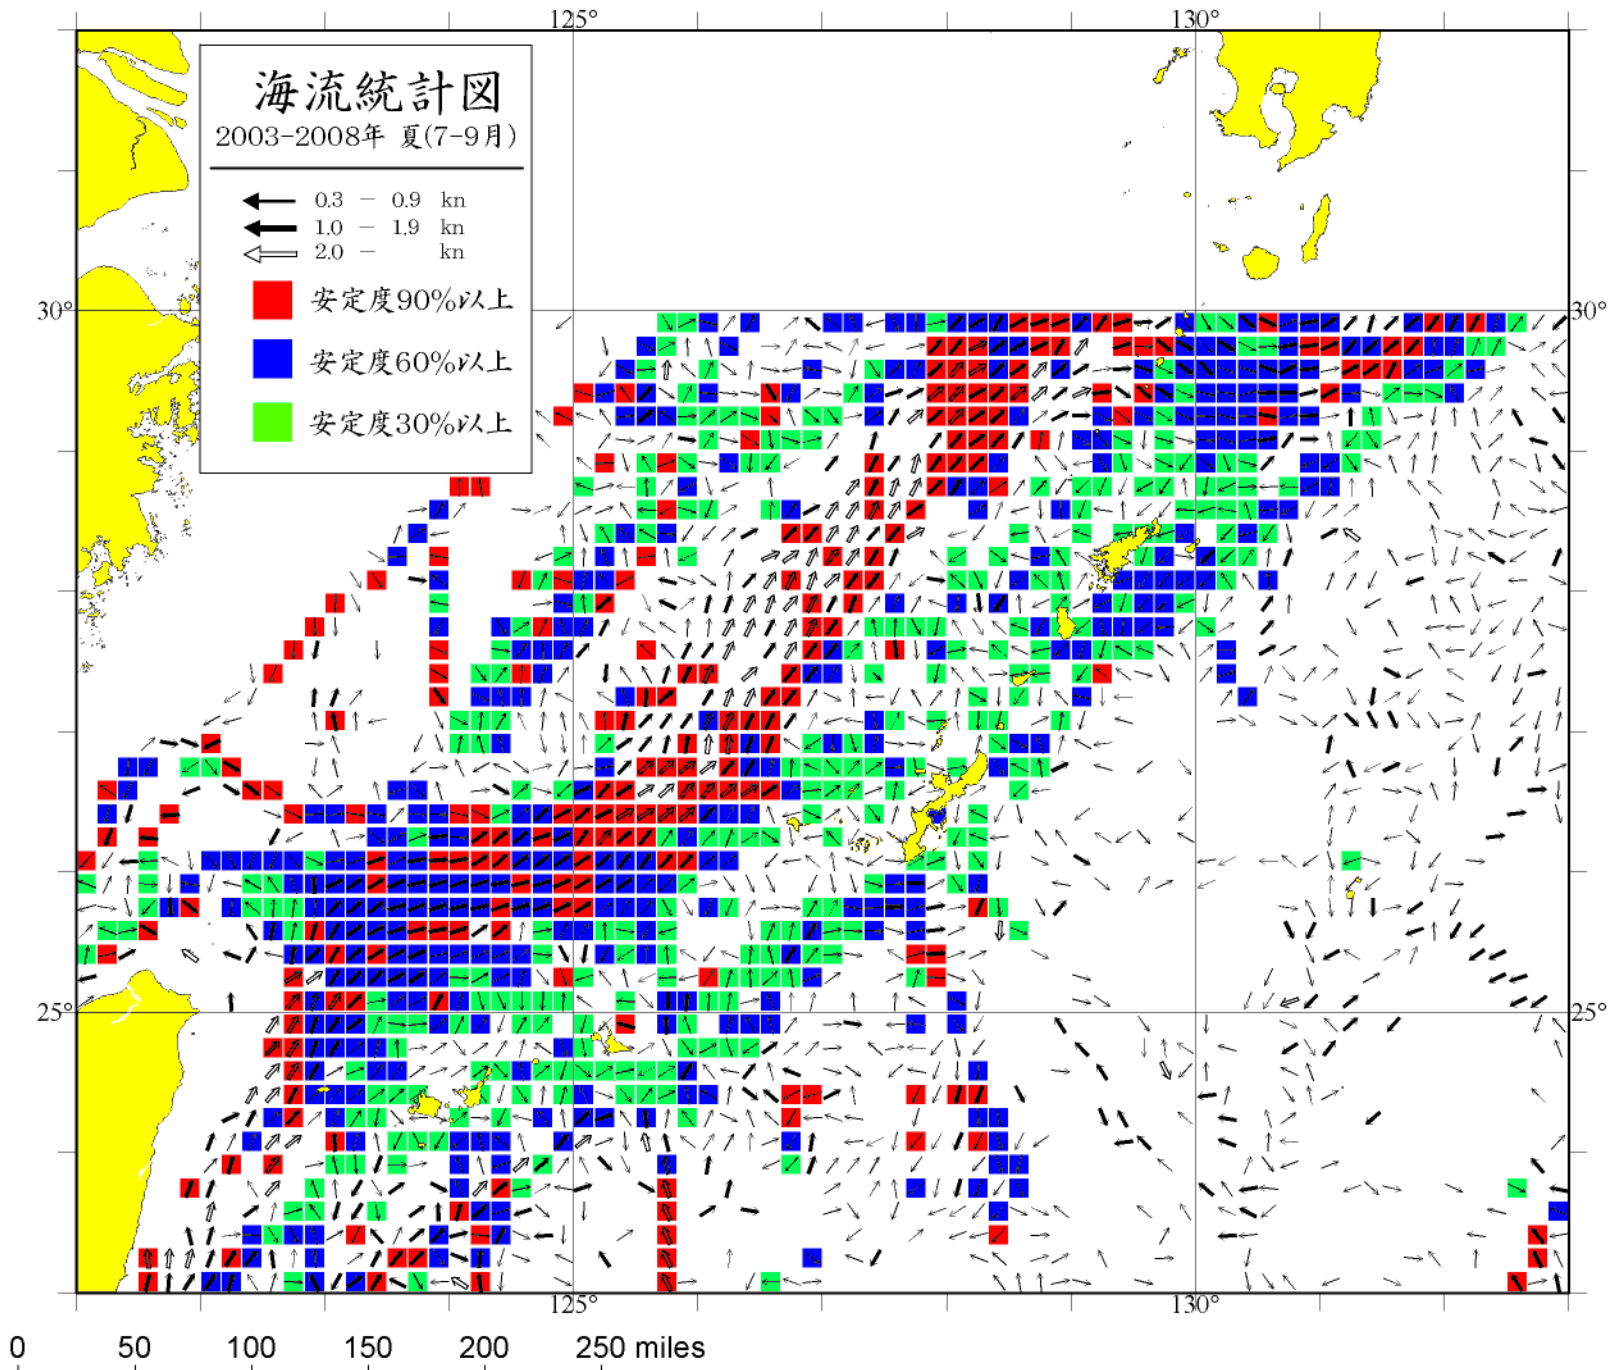 125°
130°
海流統計図
2003-2008年 夏(7-9月)
0.3 - 0.9 kn
1.0 - 1.9 kn
2.0 - kn
安定度90%以上
安定度60%以上
安定度30%以上
30°
30°
25°
25°
125°
130°
0 50 100 150 200 250 miles